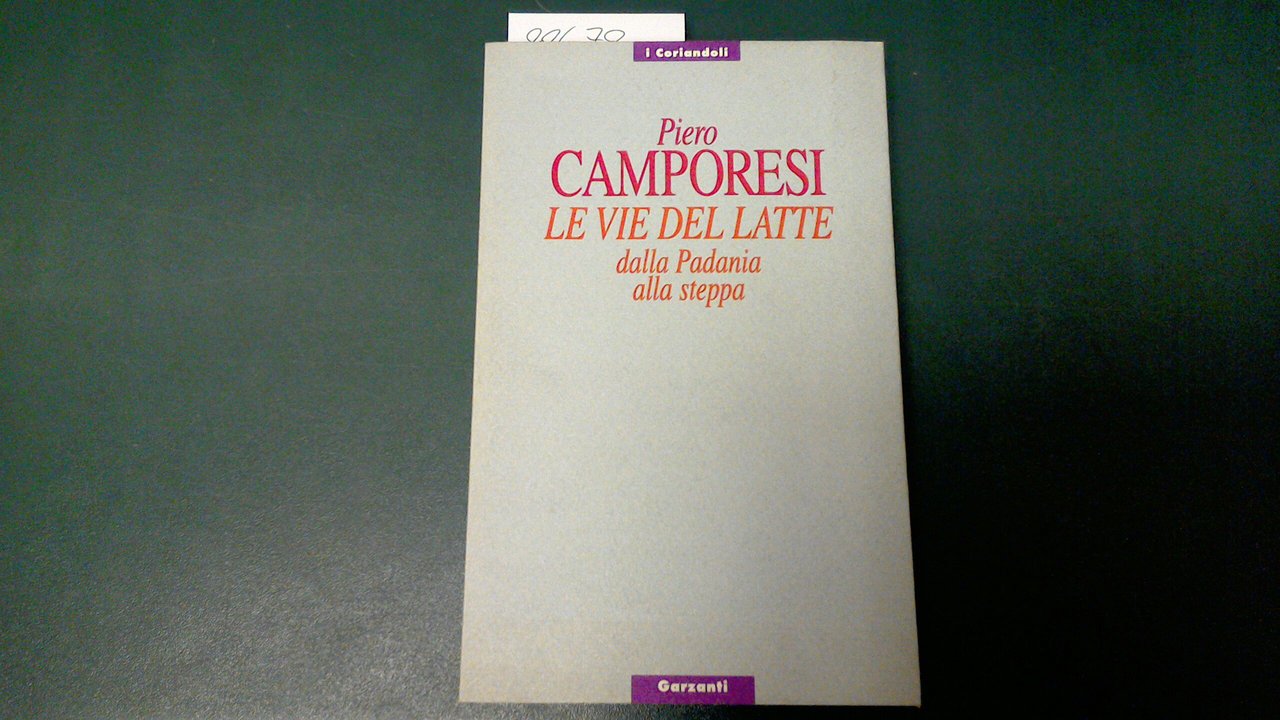 i Coriandoli
Piero
CAMPORESI
LE VIE DEL LATTE
dalla Padania
alla steppa
Garzanti